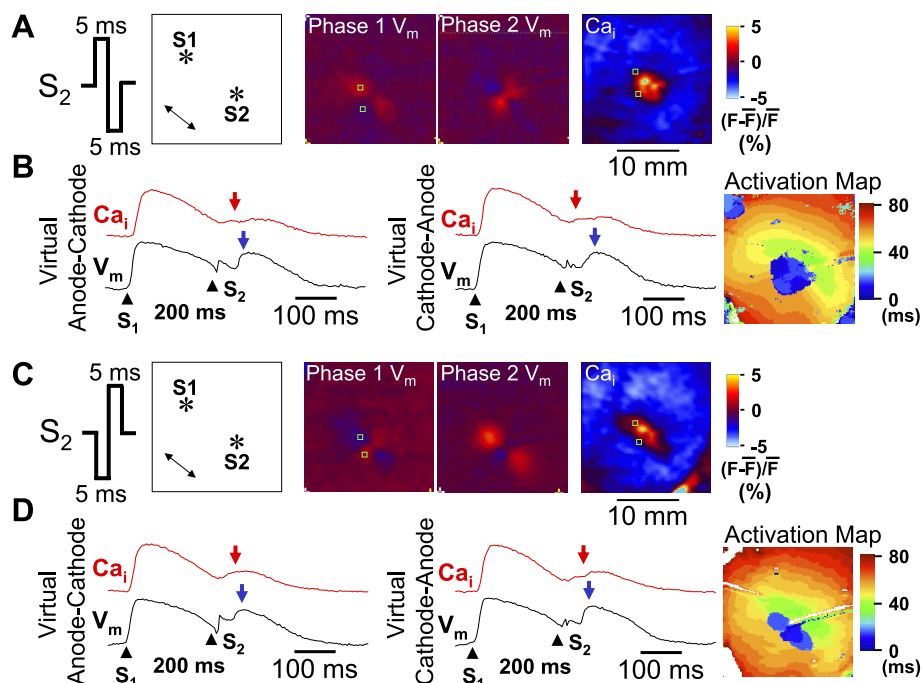 A
5 ms
S2
5 ms
S1
*
*
S2
Phase 1 Vm
Phase 2 Vm
Cai
10 mm
5
0
-5
(F-F̅)/F̅
(%)
B
Virtual
Anode-Cathode
Cai
Vm
S1
200 ms
S2
100 ms
Virtual
Cathode-Anode
Cai
Vm
S1
200 ms
S2
100 ms
Activation Map
80
40
0
(ms)
C
5 ms
S2
5 ms
S1
*
*
S2
Phase 1 Vm
Phase 2 Vm
Cai
10 mm
5
0
-5
(F-F̅)/F̅
(%)
D
Virtual
Anode-Cathode
Cai
Vm
S1
200 ms
S2
100 ms
Virtual
Cathode-Anode
Cai
Vm
S1
200 ms
S2
100 ms
Activation Map
80
40
0
(ms)